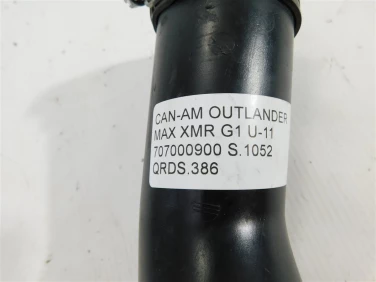 CAN-AM OUTLANDER
MAX XMR G1 U-11
707000900 S.1052
QRDS.386